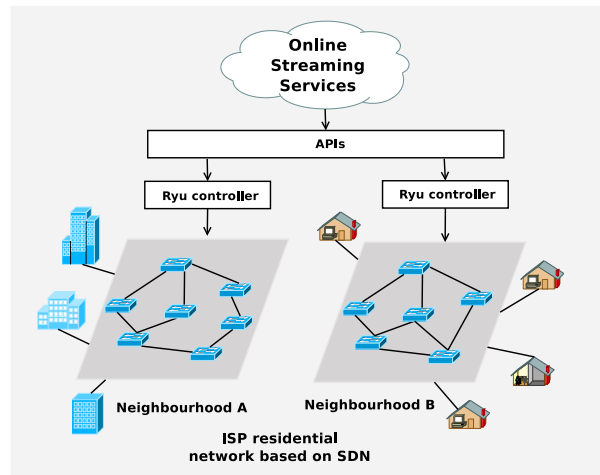 Online
Streaming
Services
APIs
Ryu controller
Ryu controller
Neighbourhood A
Neighbourhood B
ISP residential
network based on SDN